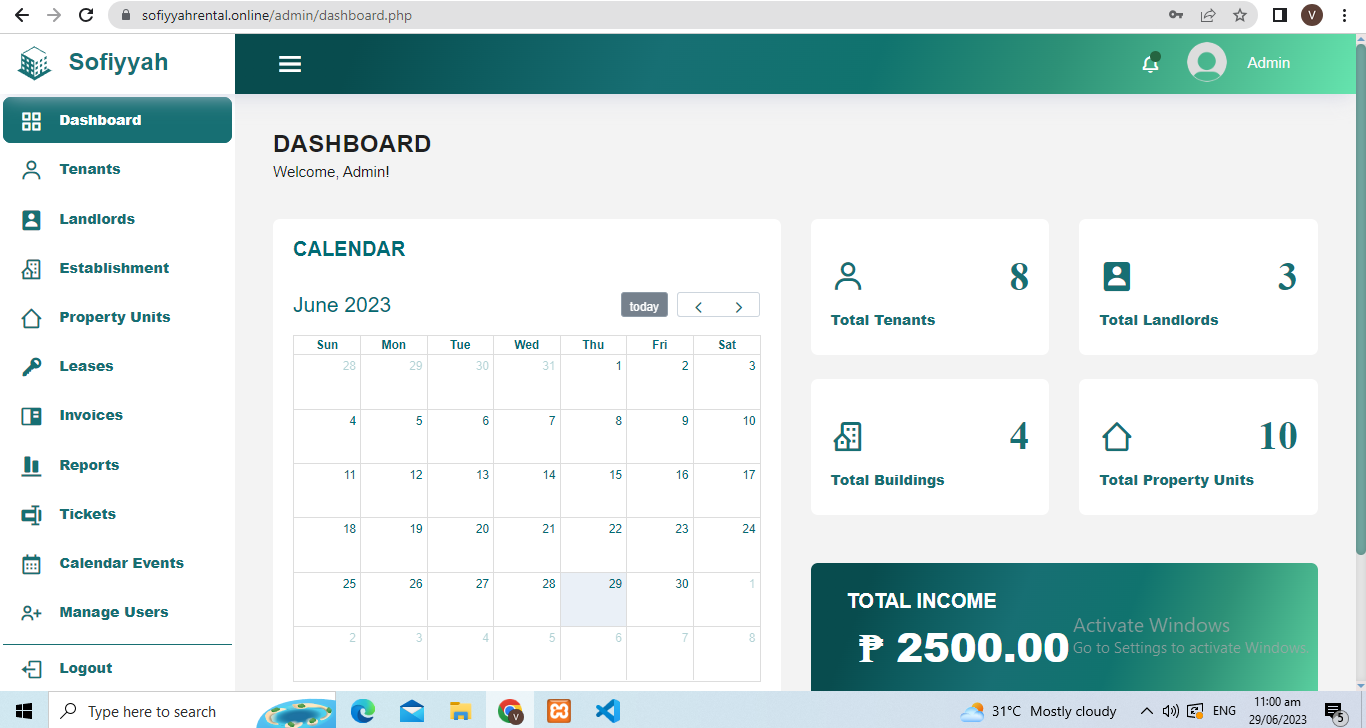 sofiyyahrental.online/admin/dashboard.php
V
Sofiyyah
Admin
Dashboard
Tenants
Landlords
Establishment
Property Units
Leases
Invoices
Reports
Tickets
Calendar Events
Manage Users
Logout
DASHBOARD
Welcome, Admin!
CALENDAR
June 2023
today
Sun Mon Tue Wed Thu Fri Sat
28 29 30 31 1 2 3
4 5 6 7 8 9 10
11 12 13 14 15 16 17
18 19 20 21 22 23 24
25 26 27 28 29 30 1
2 3 4 5 6 7 8
8
Total Tenants
3
Total Landlords
4
Total Buildings
10
Total Property Units
TOTAL INCOME
₱ 2500.00
Activate Windows
Go to Settings to activate Windows.
Type here to search
V
31°C Mostly cloudy
ENG
11:00 am
29/06/2023
5